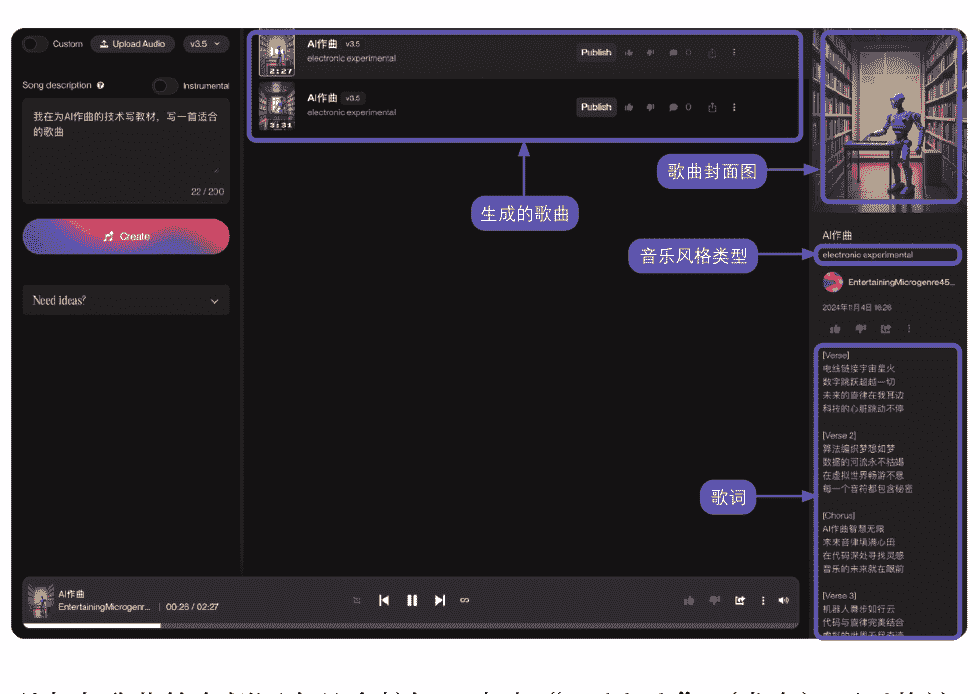 Custom
Upload Audio
v3.5
Song description
Instrumental
我在为AI作曲的技术写教材，写一首适合
的歌曲
22 / 200
Create
Need ideas?
AI作曲 v3.5
electronic experimental
2:27
Publish
0
AI作曲 v3.5
electronic experimental
3:31
Publish
0
生成的歌曲
歌曲封面图
音乐风格类型
歌词
AI作曲
electronic experimental
EntertainingMicrogenre45...
2024年11月4日 16:26
[Verse]
电线链接宇宙星火
数字跳跃超越一切
未来的旋律在我耳边
科技的心脏跳动不停
[Verse 2]
算法编织梦想如梦
数据的河流永不枯竭
在虚拟世界畅游不息
每一个音符都包含秘密
[Chorus]
AI作曲智慧无限
未来音律填满心田
在代码深处寻找灵感
音乐的未来就在眼前
[Verse 3]
机器人舞步如行云
代码与旋律完美结合
AI作曲
EntertainingMicrogenr...
00:26 / 02:27